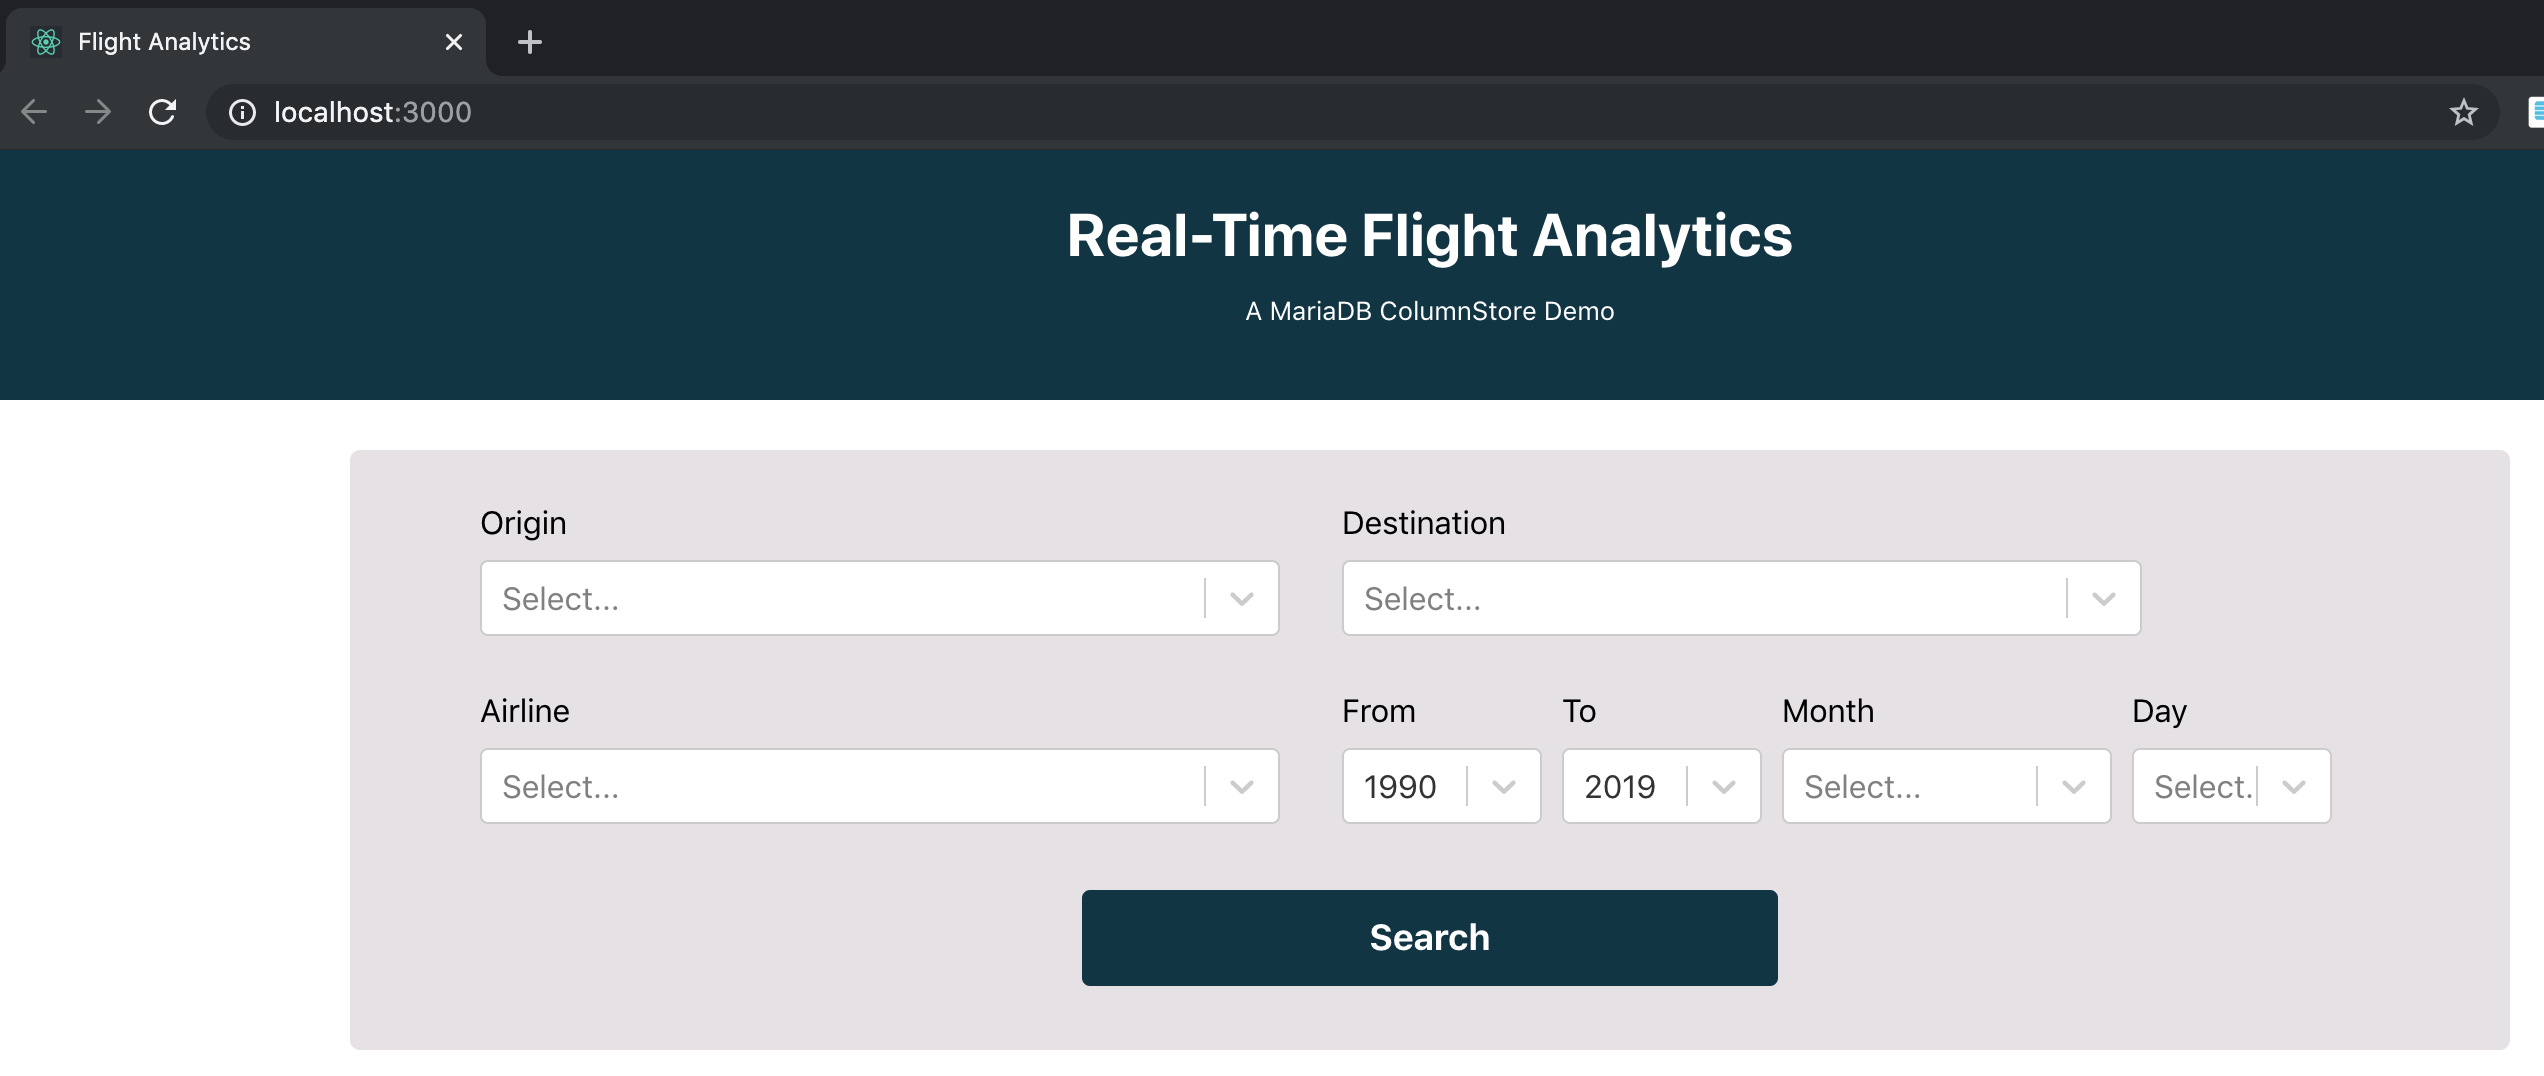 Flight Analytics
localhost:3000
Real-Time Flight Analytics
A MariaDB ColumnStore Demo
Origin Destination
Select... Select...
Airline From To Month Day
Select... 1990 2019 Select... Select.
Search